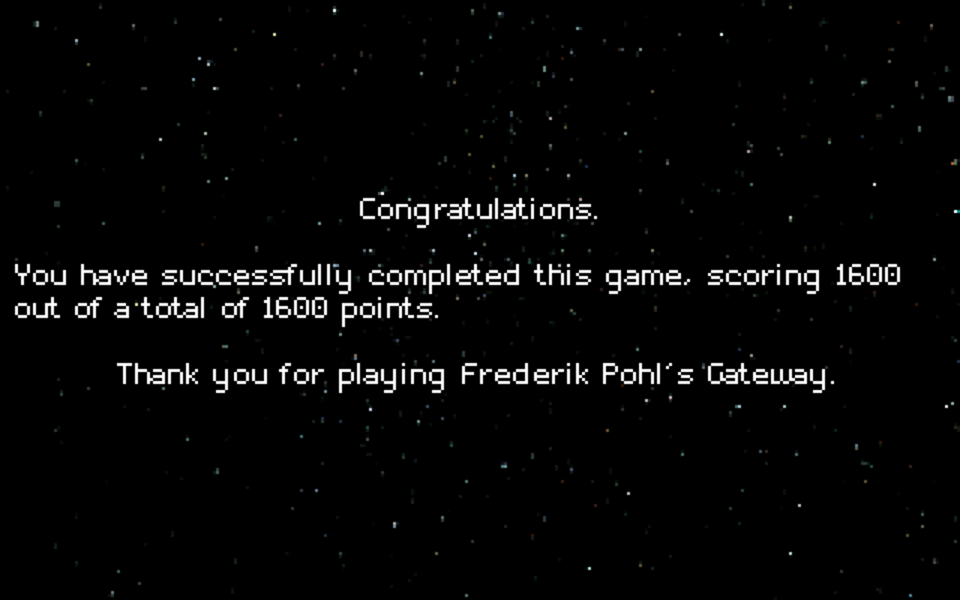 Congratulations.
You have successfully completed this game, scoring 1600
out of a total of 1600 points.
Thank you for playing Frederik Pohl's Gateway.